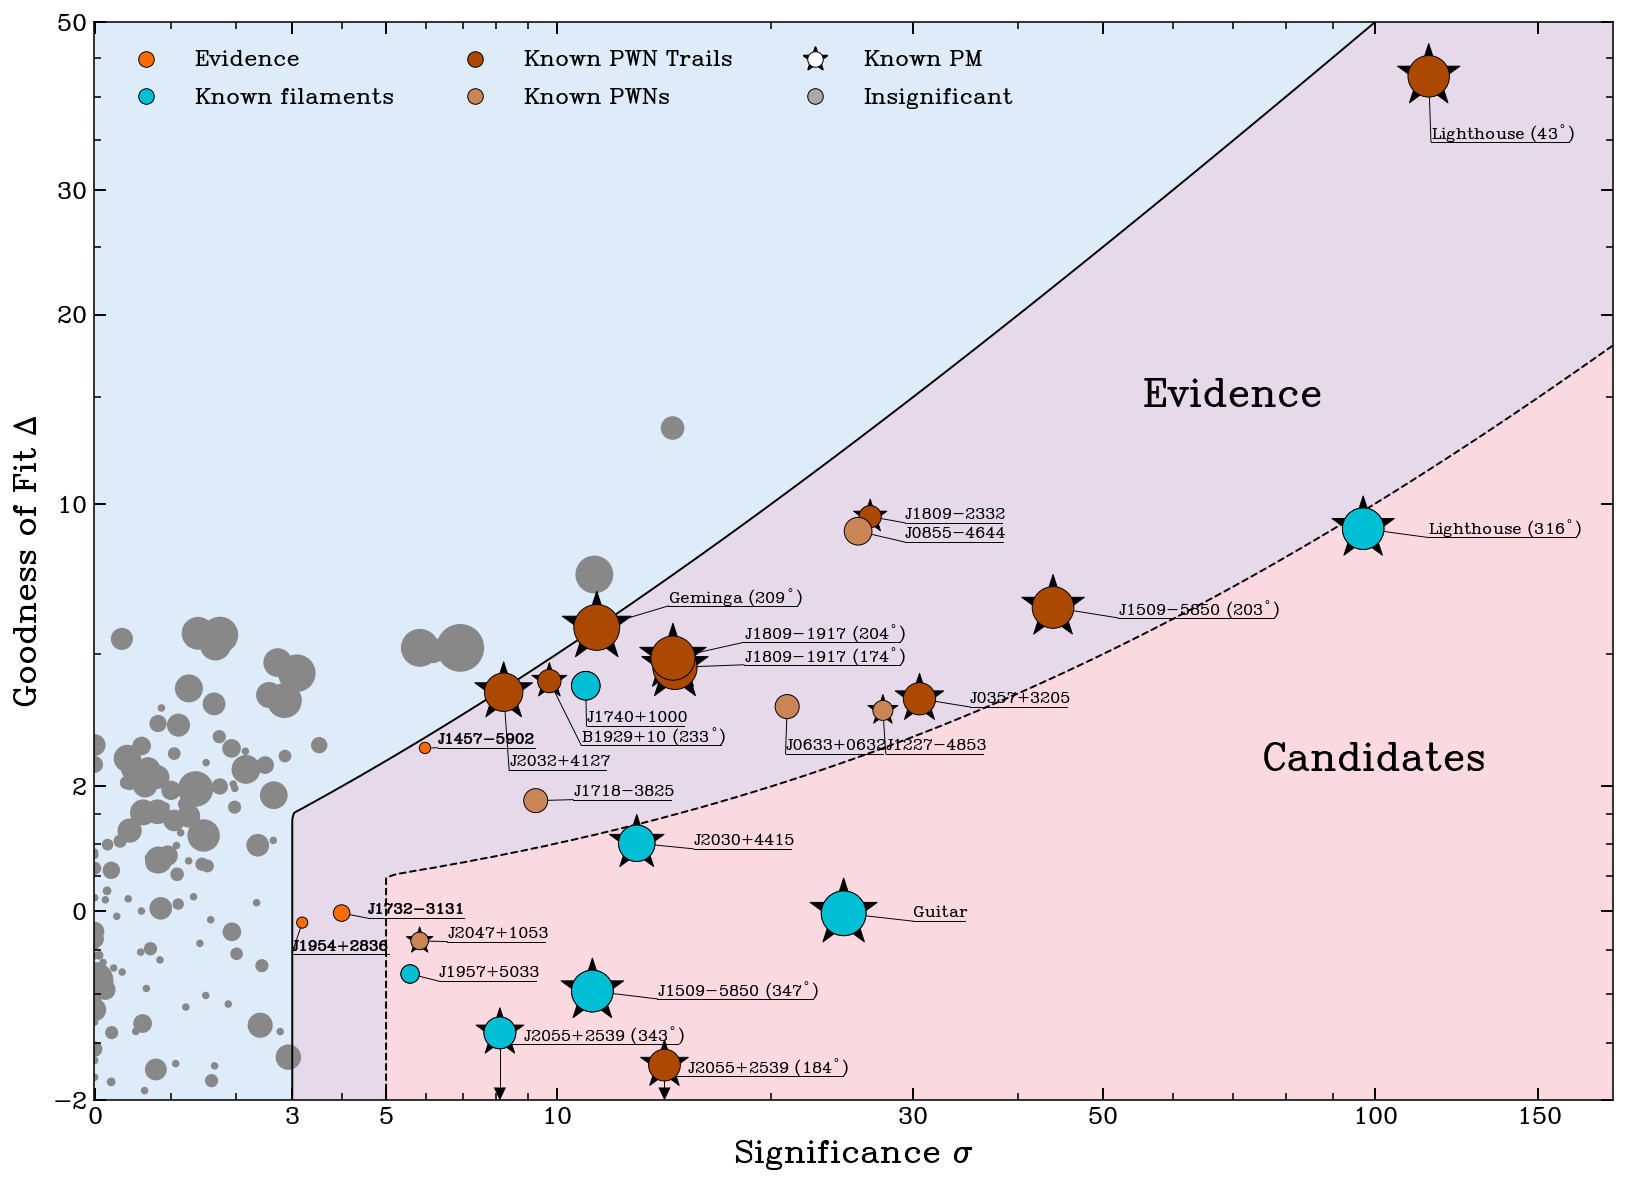 50
Evidence
Known PWN Trails
Known PM
Known filaments
Known PWNs
Insignificant
Lighthouse (43°)
30
20
Evidence
10
J1809−2332
J0855−4644
Lighthouse (316°)
Geminga (209°)
J1509−5850 (203°)
J1809−1917 (204°)
J1809−1917 (174°)
J0357+3205
J1740+1000
B1929+10 (233°)
J1457−5902
J0633+0632
J1227−4853
J2032+4127
Candidates
2
J1718−3825
J2030+4415
0
J1732−3131
Guitar
J2047+1053
J1954+2836
J1957+5033
J1509−5850 (347°)
J2055+2539 (343°)
J2055+2539 (184°)
−2
0
3
5
10
30
50
100
150
Significance σ
Goodness of Fit Δ